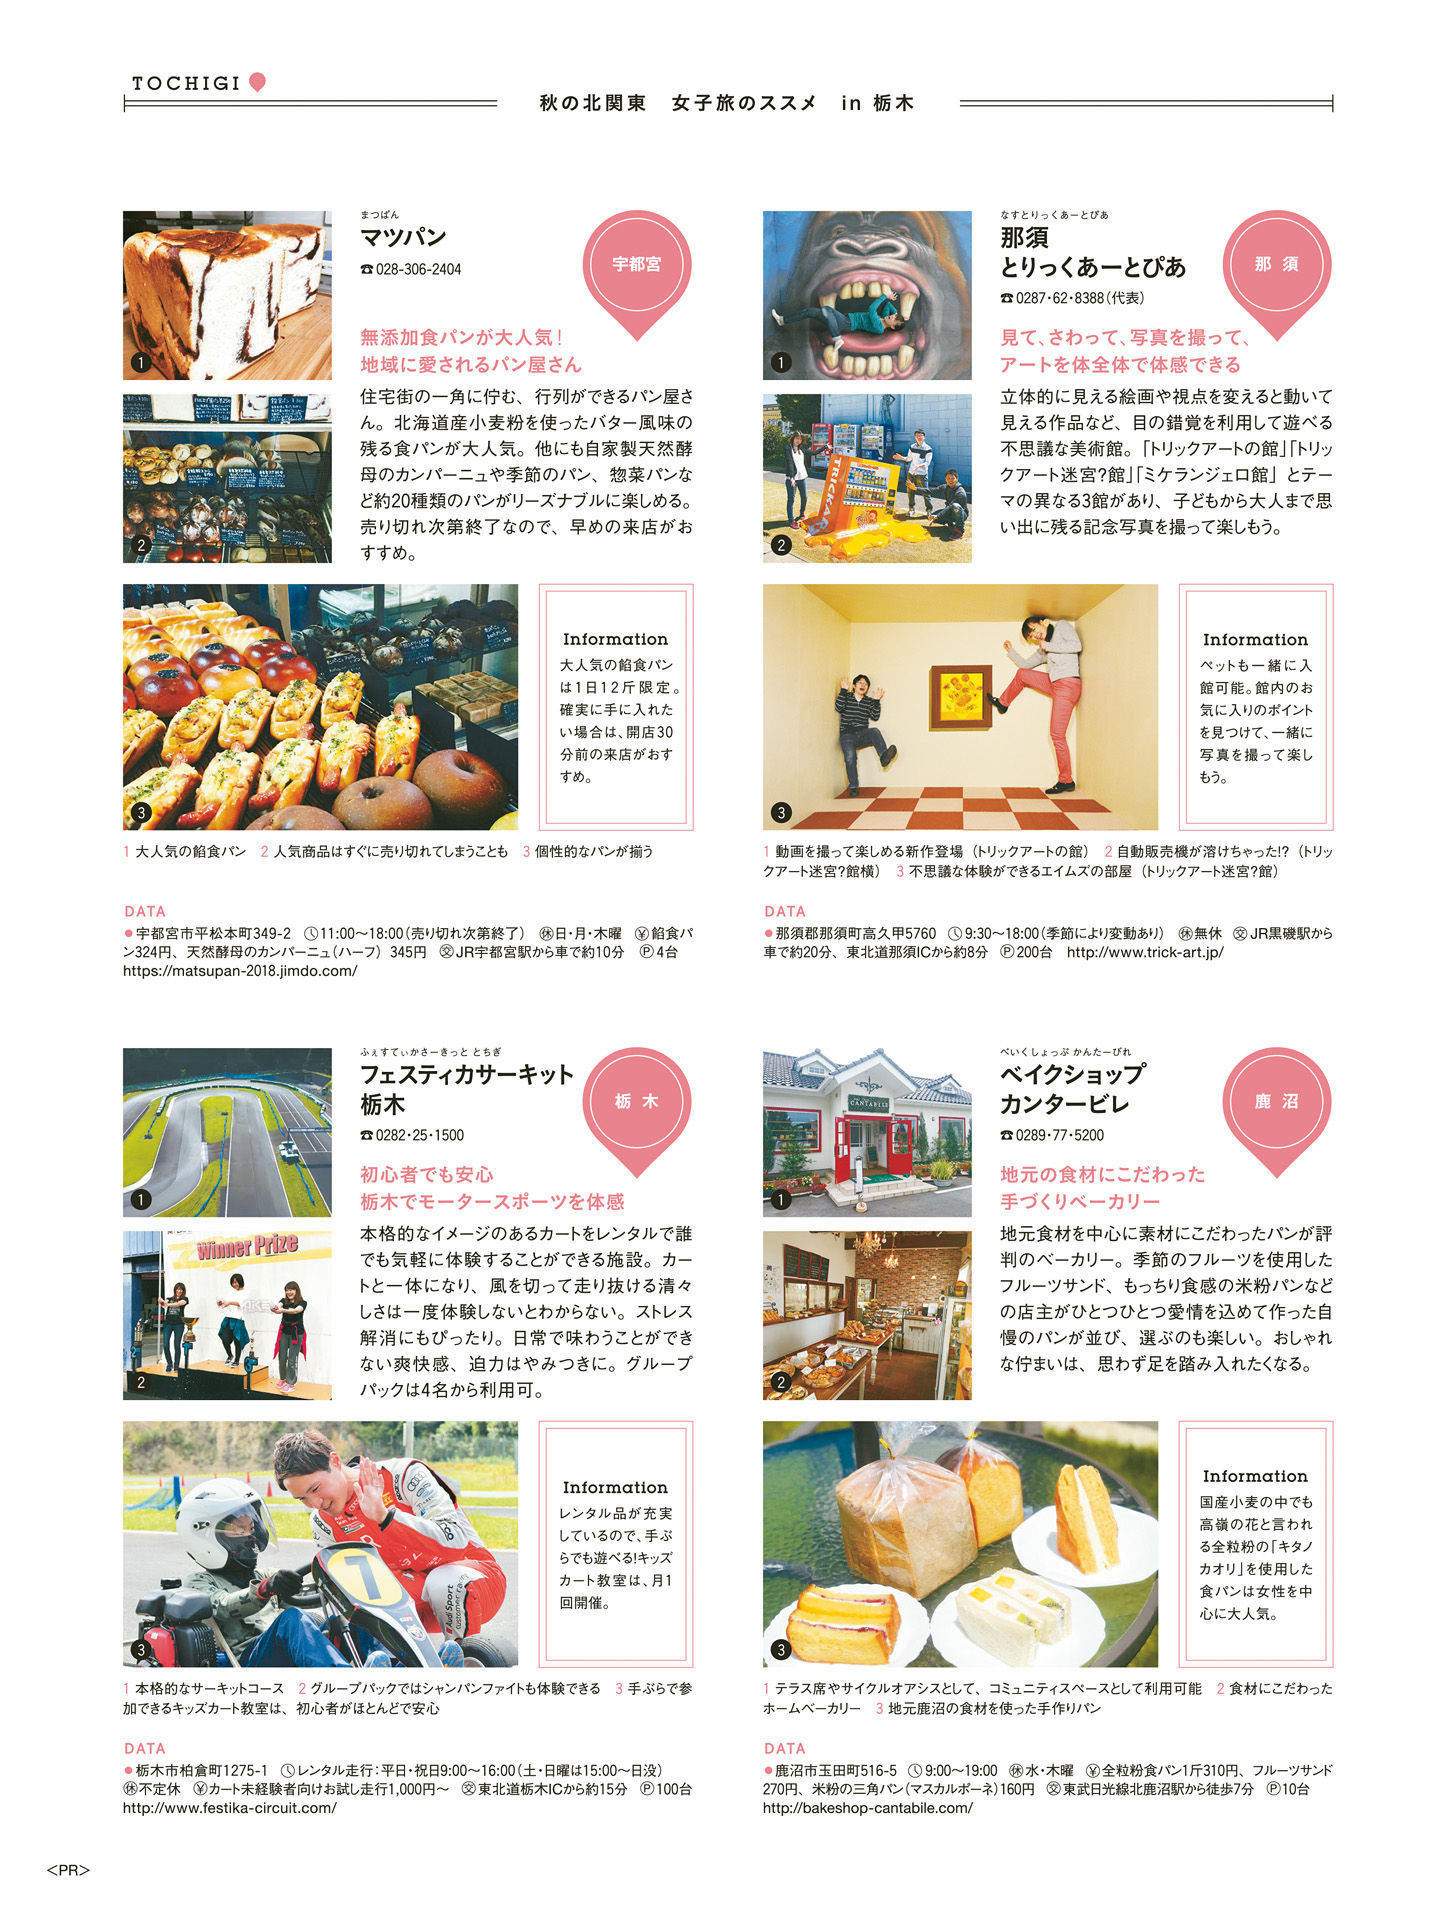 TOCHIGI
秋の北関東　女子旅のススメ　in 栃木
まつぱん
マツパン
☎028-306-2404
宇都宮
無添加食パンが大人気！
地域に愛されるパン屋さん
住宅街の一角に佇む、行列ができるパン屋さ
ん。北海道産小麦粉を使ったバター風味の
残る食パンが大人気。他にも自家製天然酵
母のカンパーニュや季節のパン、惣菜パンな
ど約20種類のパンがリーズナブルに楽しめる。
売り切れ次第終了なので、早めの来店がお
すすめ。
1
2
3
Information
大人気の餡食パン
は1日12斤限定。
確実に手に入れた
い場合は、開店30
分前の来店がおす
すめ。
1 大人気の餡食パン　2 人気商品はすぐに売り切れてしまうことも　3 個性的なパンが揃う
DATA
●宇都宮市平松本町349-2　11:00〜18:00（売り切れ次第終了）　㊡日・月・木曜　¥餡食パ
ン324円、天然酵母のカンパーニュ（ハーフ）345円　交JR宇都宮駅から車で約10分　Ⓟ4台
https://matsupan-2018.jimdo.com/
なすとりっくあーとぴあ
那須
とりっくあーとぴあ
☎0287・62・8388（代表）
那須
見て、さわって、写真を撮って、
アートを体全体で体感できる
立体的に見える絵画や視点を変えると動いて
見える作品など、目の錯覚を利用して遊べる
不思議な美術館。「トリックアートの館」「トリッ
クアート迷宮?館」「ミケランジェロ館」とテー
マの異なる3館があり、子どもから大人まで思
い出に残る記念写真を撮って楽しもう。
1
2
3
Information
ペットも一緒に入
館可能。館内のお
気に入りのポイント
を見つけて、一緒に
写真を撮って楽し
もう。
1 動画を撮って楽しめる新作登場（トリックアートの館）　2 自動販売機が溶けちゃった!?（トリッ
クアート迷宮?館横）　3 不思議な体験ができるエイムズの部屋（トリックアート迷宮?館）
DATA
●那須郡那須町高久甲5760　9:30〜18:00（季節により変動あり）　㊡無休　交JR黒磯駅から
車で約20分、東北道那須ICから約8分　Ⓟ200台　http://www.trick-art.jp/
ふぇすてぃかさーきっと とちぎ
フェスティカサーキット
栃木
☎0282・25・1500
栃木
初心者でも安心
栃木でモータースポーツを体感
本格的なイメージのあるカートをレンタルで誰
でも気軽に体験することができる施設。カー
トと一体になり、風を切って走り抜ける清々
しさは一度体験しないとわからない。ストレス
解消にもぴったり。日常で味わうことができ
ない爽快感、迫力はやみつきに。グループ
パックは4名から利用可。
1
Winner Prize
2
3
Information
レンタル品が充実
しているので、手ぶ
らでも遊べる!キッズ
カート教室は、月1
回開催。
1 本格的なサーキットコース　2 グループパックではシャンパンファイトも体験できる　3 手ぶらで参
加できるキッズカート教室は、初心者がほとんどで安心
DATA
●栃木市柏倉町1275-1　レンタル走行：平日・祝日9:00〜16:00（土・日曜は15:00〜日没）
㊡不定休　¥カート未経験者向けお試し走行1,000円〜　交東北道栃木ICから約15分　Ⓟ100台
http://www.festika-circuit.com/
べいくしょっぷ かんたーびれ
ベイクショップ
カンタービレ
☎0289・77・5200
鹿沼
地元の食材にこだわった
手づくりベーカリー
地元食材を中心に素材にこだわったパンが評
判のベーカリー。季節のフルーツを使用した
フルーツサンド、もっちり食感の米粉パンなど
の店主がひとつひとつ愛情を込めて作った自
慢のパンが並び、選ぶのも楽しい。おしゃれ
な佇まいは、思わず足を踏み入れたくなる。
CANTABILE
1
2
3
Information
国産小麦の中でも
高嶺の花と言われ
る全粒粉の「キタノ
カオリ」を使用した
食パンは女性を中
心に大人気。
1 テラス席やサイクルオアシスとして、コミュニティスペースとして利用可能　2 食材にこだわった
ホームベーカリー　3 地元鹿沼の食材を使った手作りパン
DATA
●鹿沼市玉田町516-5　9:00〜19:00　㊡水・木曜　¥全粒粉食パン1斤310円、フルーツサンド
270円、米粉の三角パン（マスカルポーネ）160円　交東武日光線北鹿沼駅から徒歩7分　Ⓟ10台
http://bakeshop-cantabile.com/
＜PR＞